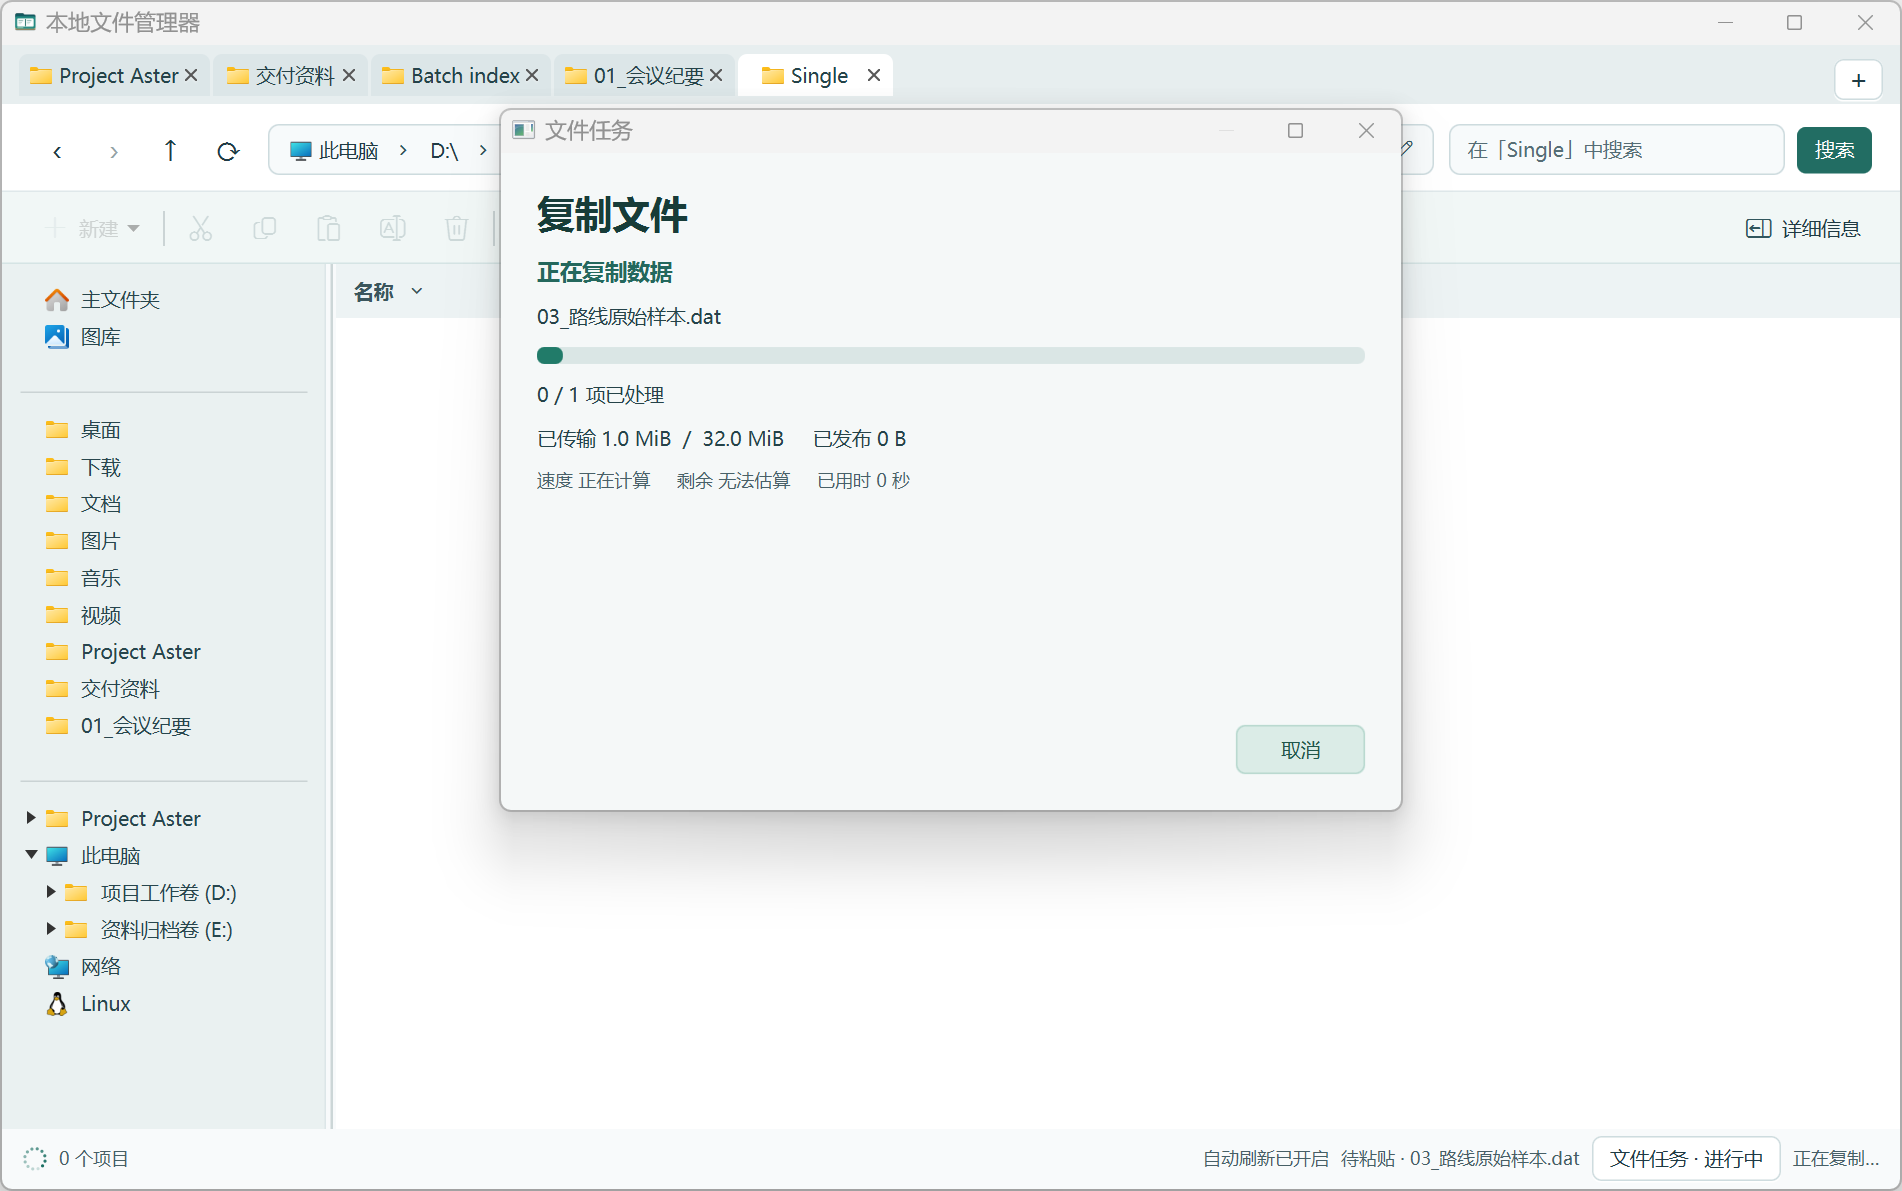 本地文件管理器
Project Aster
交付资料
Batch index
01_会议纪要
Single
此电脑
D:\
在「Single」中搜索
搜索
新建
详细信息
主文件夹
图库
桌面
下载
文档
图片
音乐
视频
Project Aster
交付资料
01_会议纪要
Project Aster
此电脑
项目工作卷 (D:)
资料归档卷 (E:)
网络
Linux
名称
文件任务
复制文件
正在复制数据
03_路线原始样本.dat
0 / 1 项已处理
已传输 1.0 MiB / 32.0 MiB 已发布 0 B
速度 正在计算 剩余 无法估算 已用时 0 秒
取消
0 个项目
自动刷新已开启 待粘贴 · 03_路线原始样本.dat
文件任务 · 进行中
正在复制...